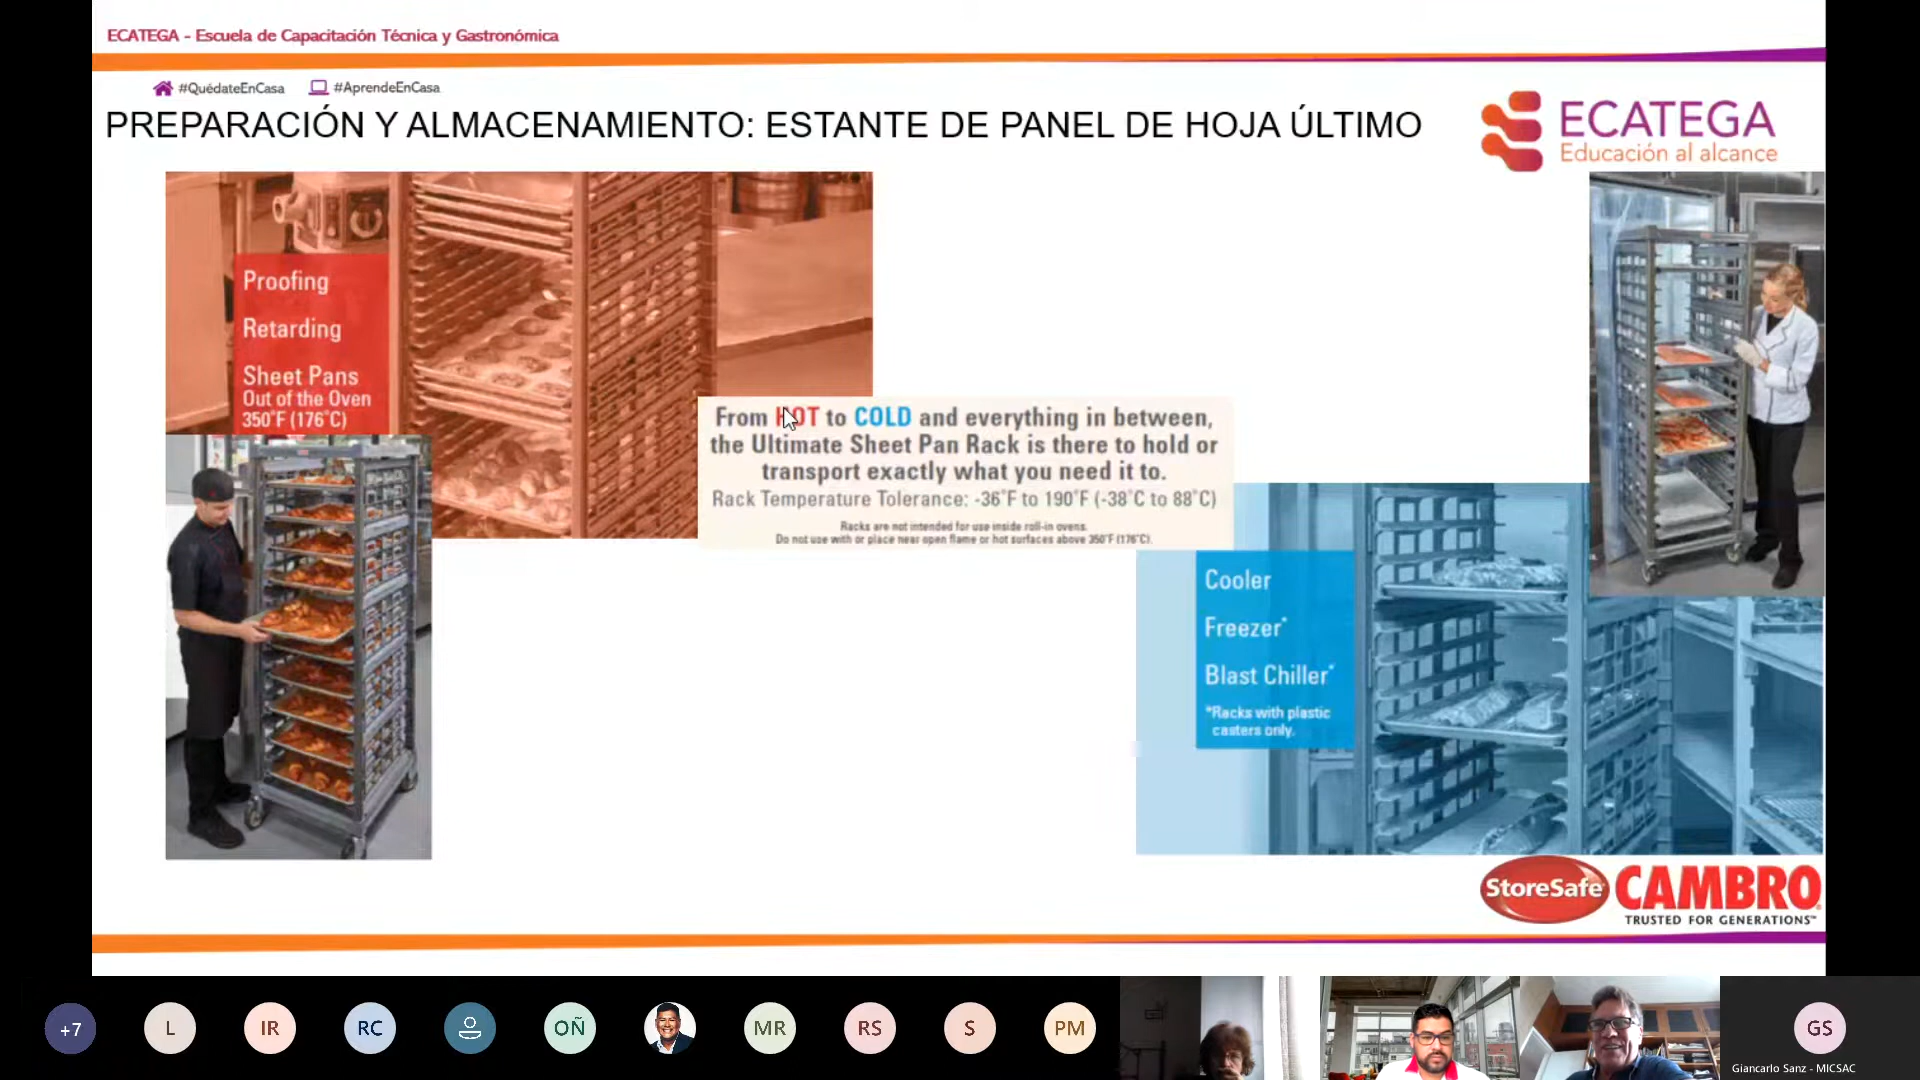 ECATEGA - Escuela de Capacitación Técnica y Gastronómica
#QuédateEnCasa #AprendeEnCasa
PREPARACIÓN Y ALMACENAMIENTO: ESTANTE DE PANEL DE HOJA ÚLTIMO
ECATEGA
Educación al alcance
Proofing
Retarding
Sheet Pans
Out of the Oven
350°F (176°C)
From HOT to COLD and everything in between,
the Ultimate Sheet Pan Rack is there to hold or
transport exactly what you need it to.
Rack Temperature Tolerance: -36°F to 190°F (-38°C to 88°C)
Racks are not intended for use inside roll-in ovens.
Do not use with or place near open flame or hot surfaces above 350°F (176°C).
Cooler
Freezer*
Blast Chiller*
*Racks with plastic
casters only.
StoreSafe
CAMBRO
TRUSTED FOR GENERATIONS™
+7
L
IR
RC
OÑ
MR
RS
S
PM
GS
Giancarlo Sanz - MICSAC